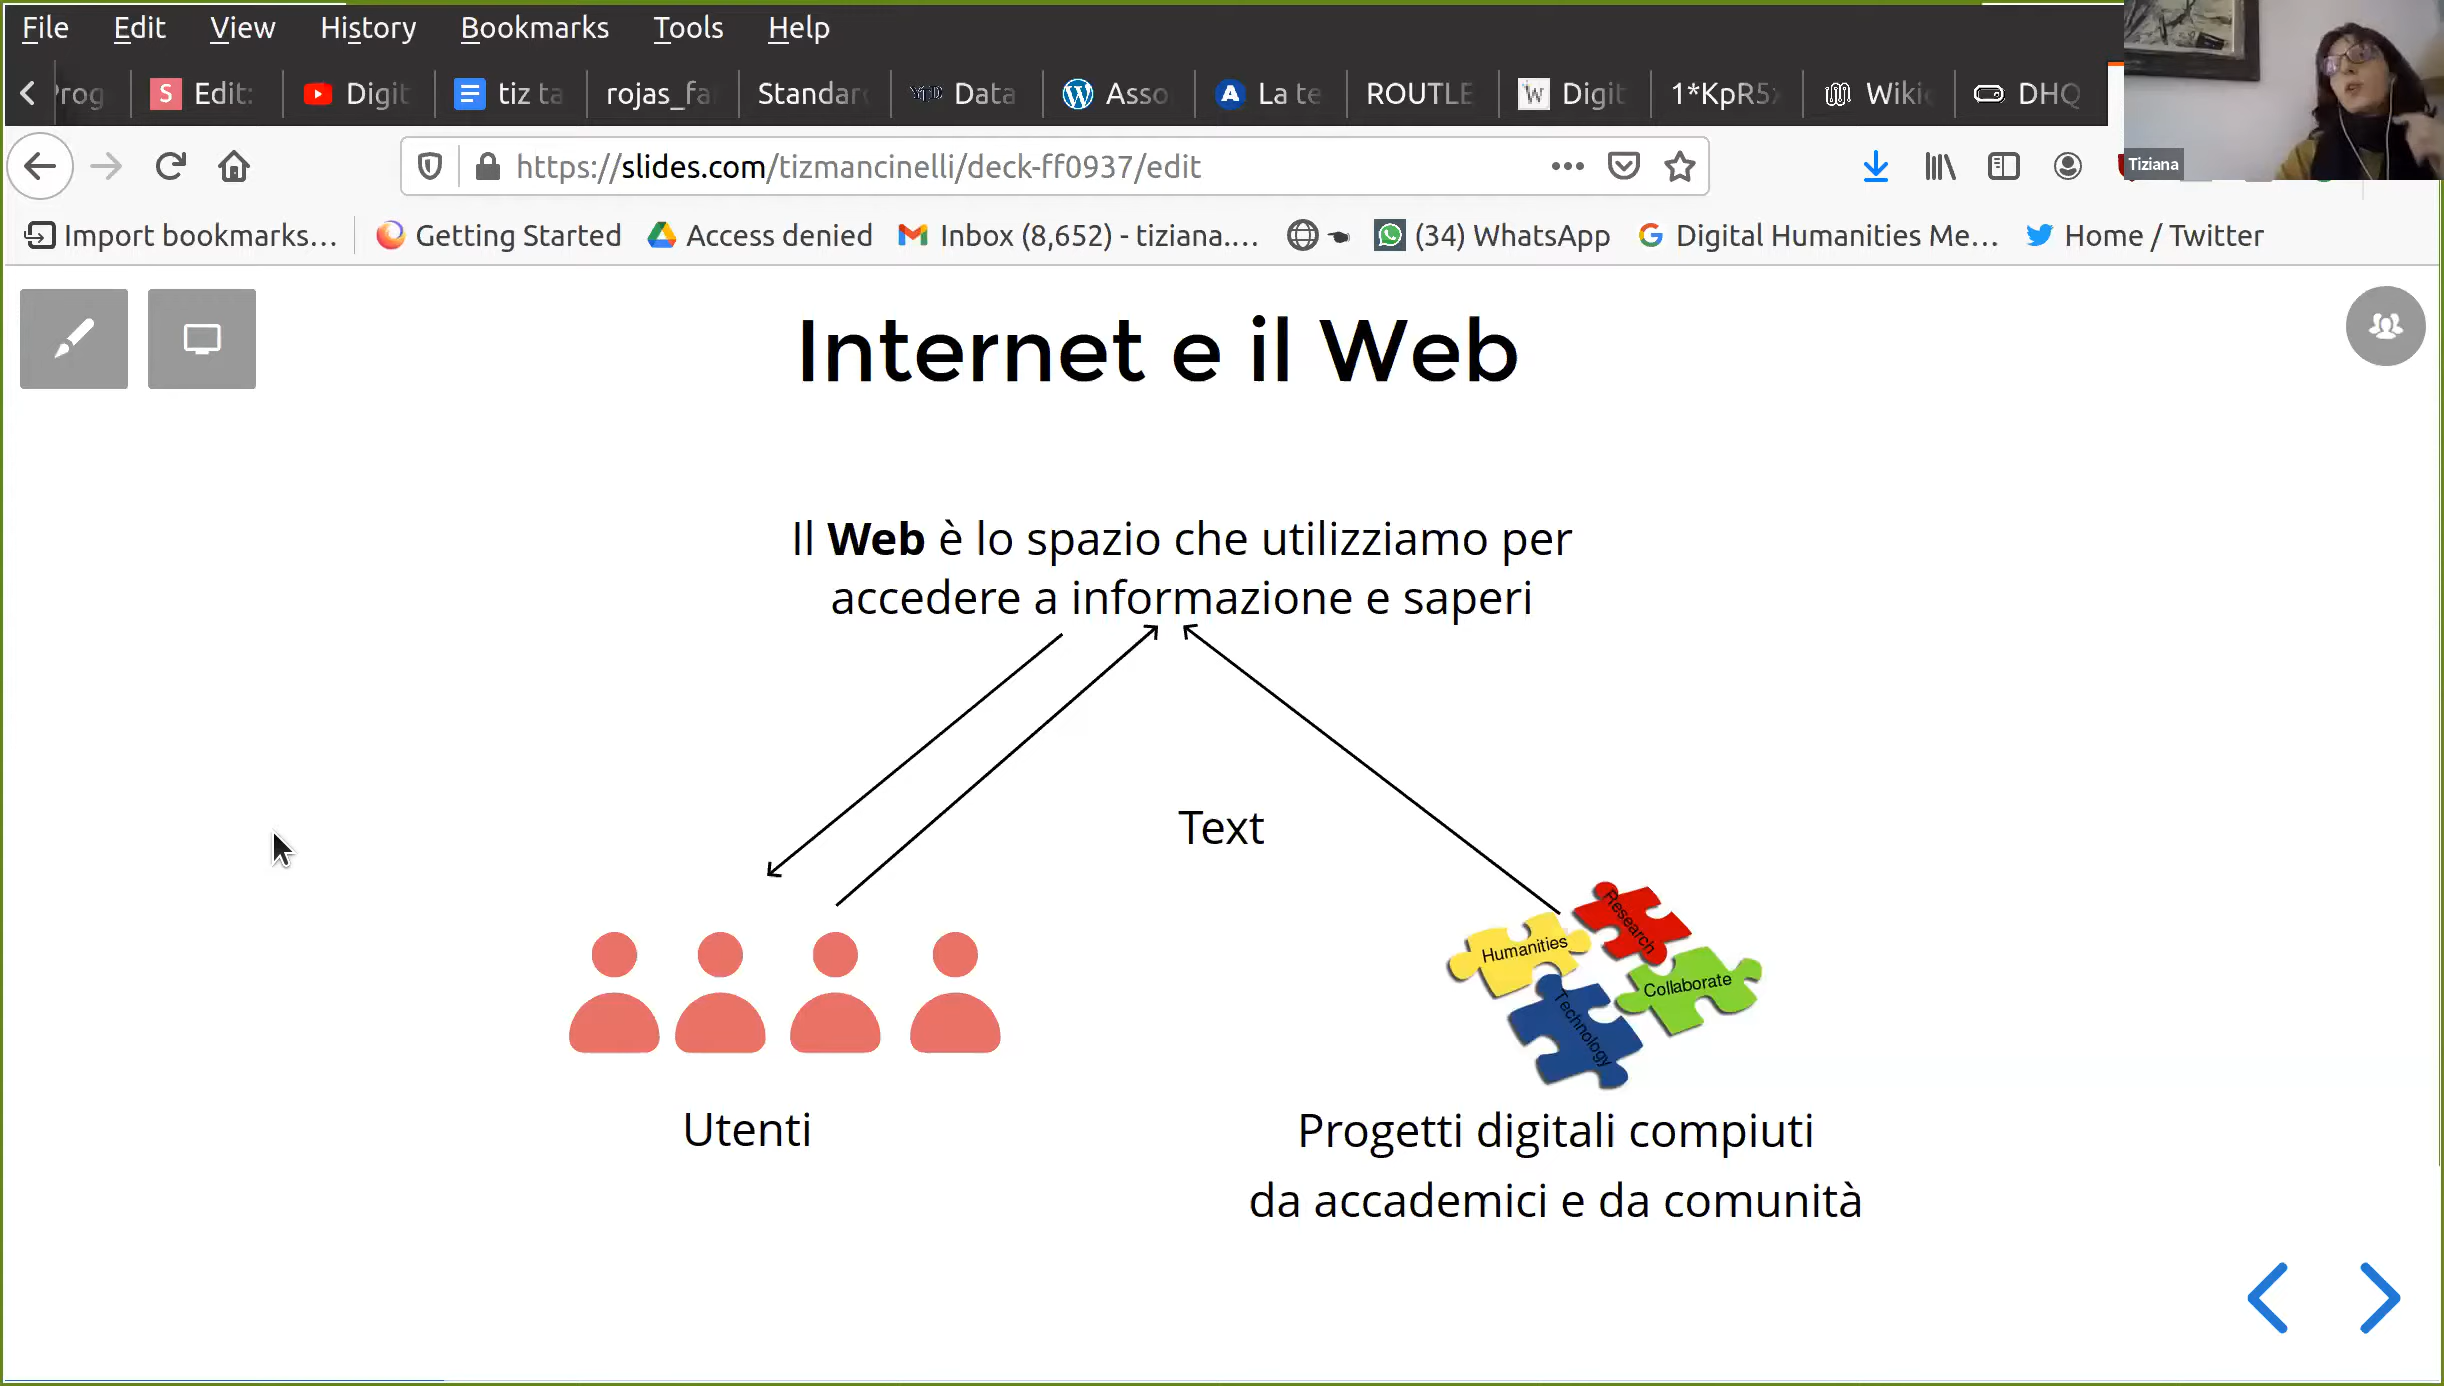 File Edit View History Bookmarks Tools Help
Prog Edit: Digit tiz ta rojas_fa Standar Data Asso La te ROUTLE Digit 1*KpR5 Wiki DHQ
https://slides.com/tizmancinelli/deck-ff0937/edit
Tiziana
Import bookmarks... Getting Started Access denied Inbox (8,652) - tiziana.... (34) WhatsApp Digital Humanities Me... Home / Twitter
Internet e il Web
Il Web è lo spazio che utilizziamo per
accedere a informazione e saperi
Text
Research
Humanities
Collaborate
Technology
Utenti
Progetti digitali compiuti
da accademici e da comunità